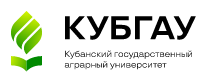 КУБГАУ
Кубанский государственный
аграрный университет